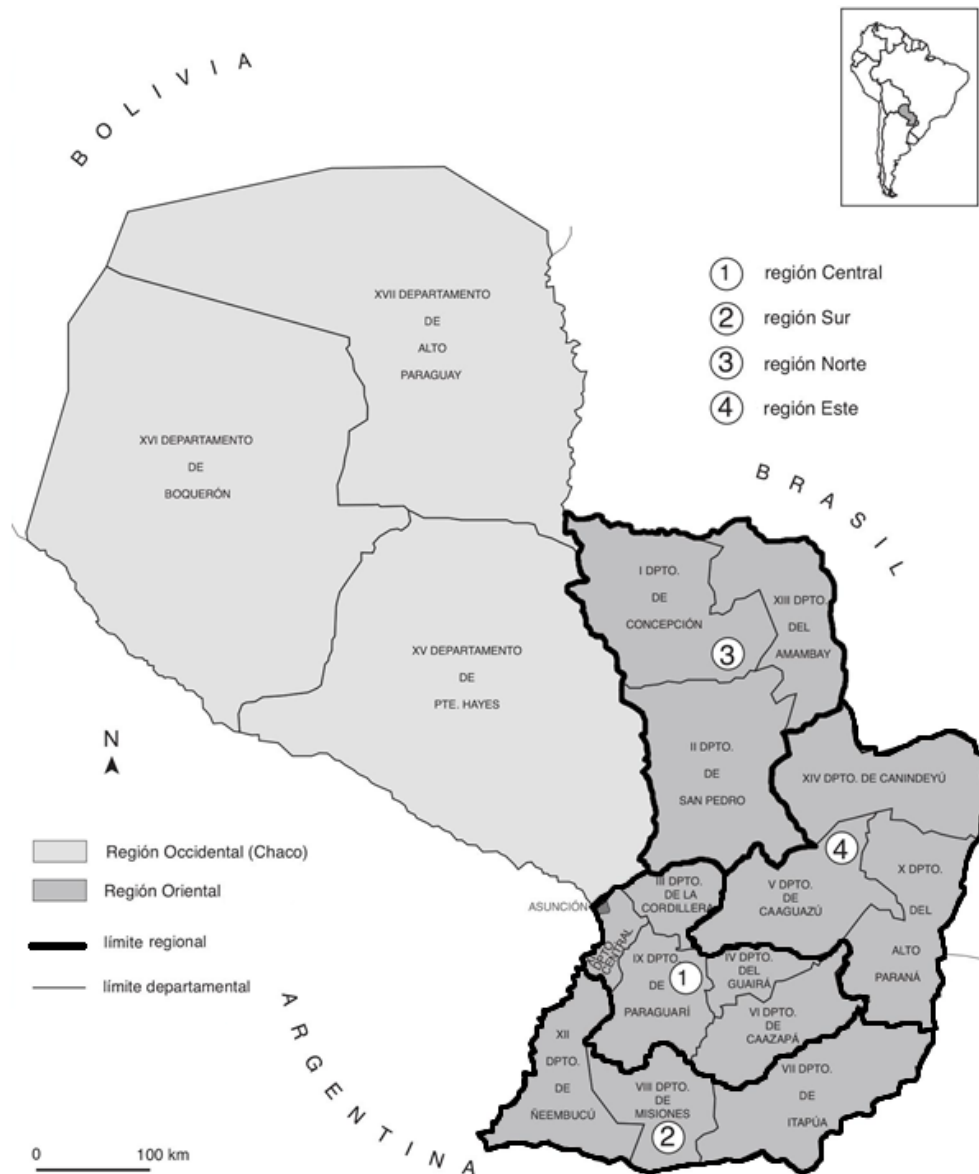 BOLIVIA
1 región Central
2 región Sur
3 región Norte
4 región Este
XVII DEPARTAMENTO
DE
ALTO
PARAGUAY
XVI DEPARTAMENTO
DE
BOQUERÓN
BRASIL
I DPTO.
DE
CONCEPCIÓN
XIII DPTO.
DEL
AMAMBAY
3
XV DEPARTAMENTO
DE
PTE. HAYES
N
II DPTO.
DE
SAN PEDRO
XIV DPTO. DE CANINDEYÚ
4
Región Occidental (Chaco)
Región Oriental
límite regional
límite departamental
ASUNCIÓN
III DPTO.
DE LA
CORDILLERA
V DPTO.
DE
CAAGUAZÚ
X DPTO.
DEL
ALTO
PARANÁ
DPTO.
CENTRAL
IX DPTO.
DE
PARAGUARÍ
1
IV DPTO.
DEL
GUAIRÁ
VI DPTO.
DE
CAAZAPÁ
ARGENTINA
XII
DPTO.
DE
ÑEEMBUCÚ
VIII DPTO.
DE
MISIONES
2
VII DPTO.
DE
ITAPÚA
0 100 km